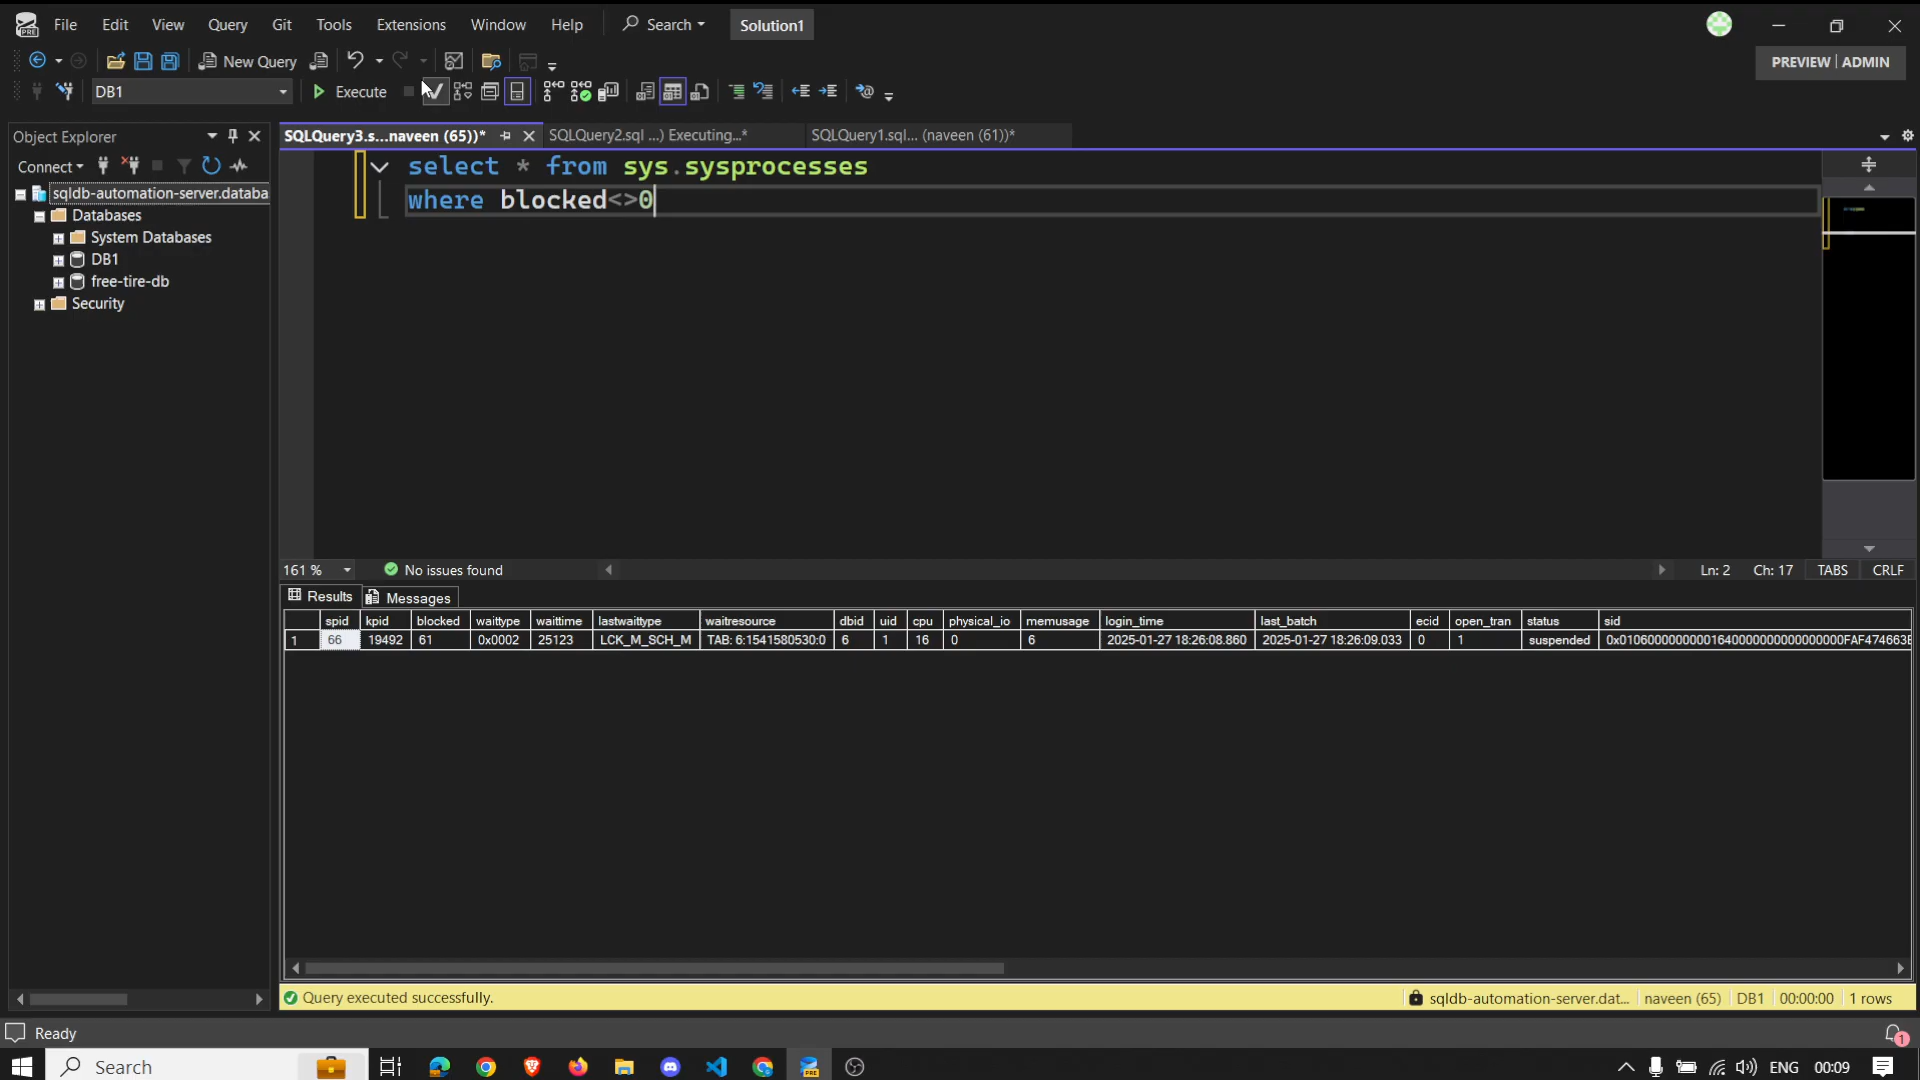 File Edit View Query Git Tools Extensions Window Help Search Solution1
New Query
PREVIEW | ADMIN
DB1 Execute
Object Explorer
SQLQuery3.s...naveen (65))* SQLQuery2.sql ...) Executing...* SQLQuery1.sql... (naveen (61))*
Connect
sqldb-automation-server.databa
Databases
System Databases
DB1
free-tire-db
Security
select * from sys.sysprocesses
where blocked<>0
161 % No issues found Ln: 2 Ch: 17 TABS CRLF
Results Messages
spid kpid blocked waittype waittime lastwaittype waitresource dbid uid cpu physical_io memusage login_time last_batch ecid open_tran status sid
1 66 19492 61 0x0002 25123 LCK_M_SCH_M TAB: 6:1541580530:0 6 1 16 0 6 2025-01-27 18:26:08.860 2025-01-27 18:26:09.033 0 1 suspended
Query executed successfully. sqldb-automation-server.dat... naveen (65) DB1 00:00:00 1 rows
Ready
1
Search
ENG 00:09
PRE